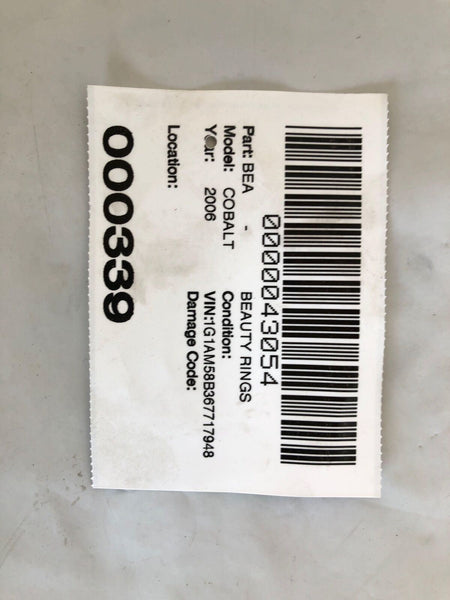 0000043054
Part: BEA - BEAUTY RINGS
Model: COBALT Condition:
Year: 2006 VIN:1G1AM58B367717948
Damage Code:
Location:
000339